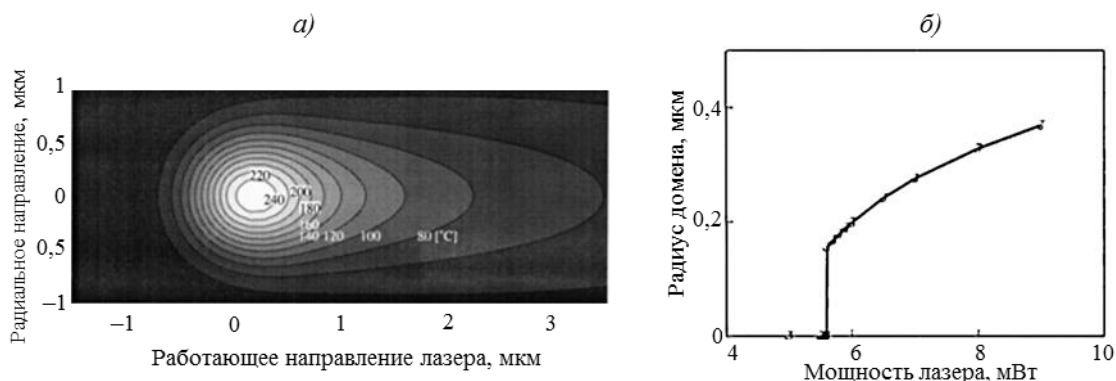 а)
Радиальное направление, мкм
1
0,5
0
0,5
–1
220
240
200
180
160
140 120 100 80 [°C]
–1 0 1 2 3
Работающее направление лазера, мкм
б)
Радиус домена, мкм
0,4
0,2
0
4 6 8 10
Мощность лазера, мВт